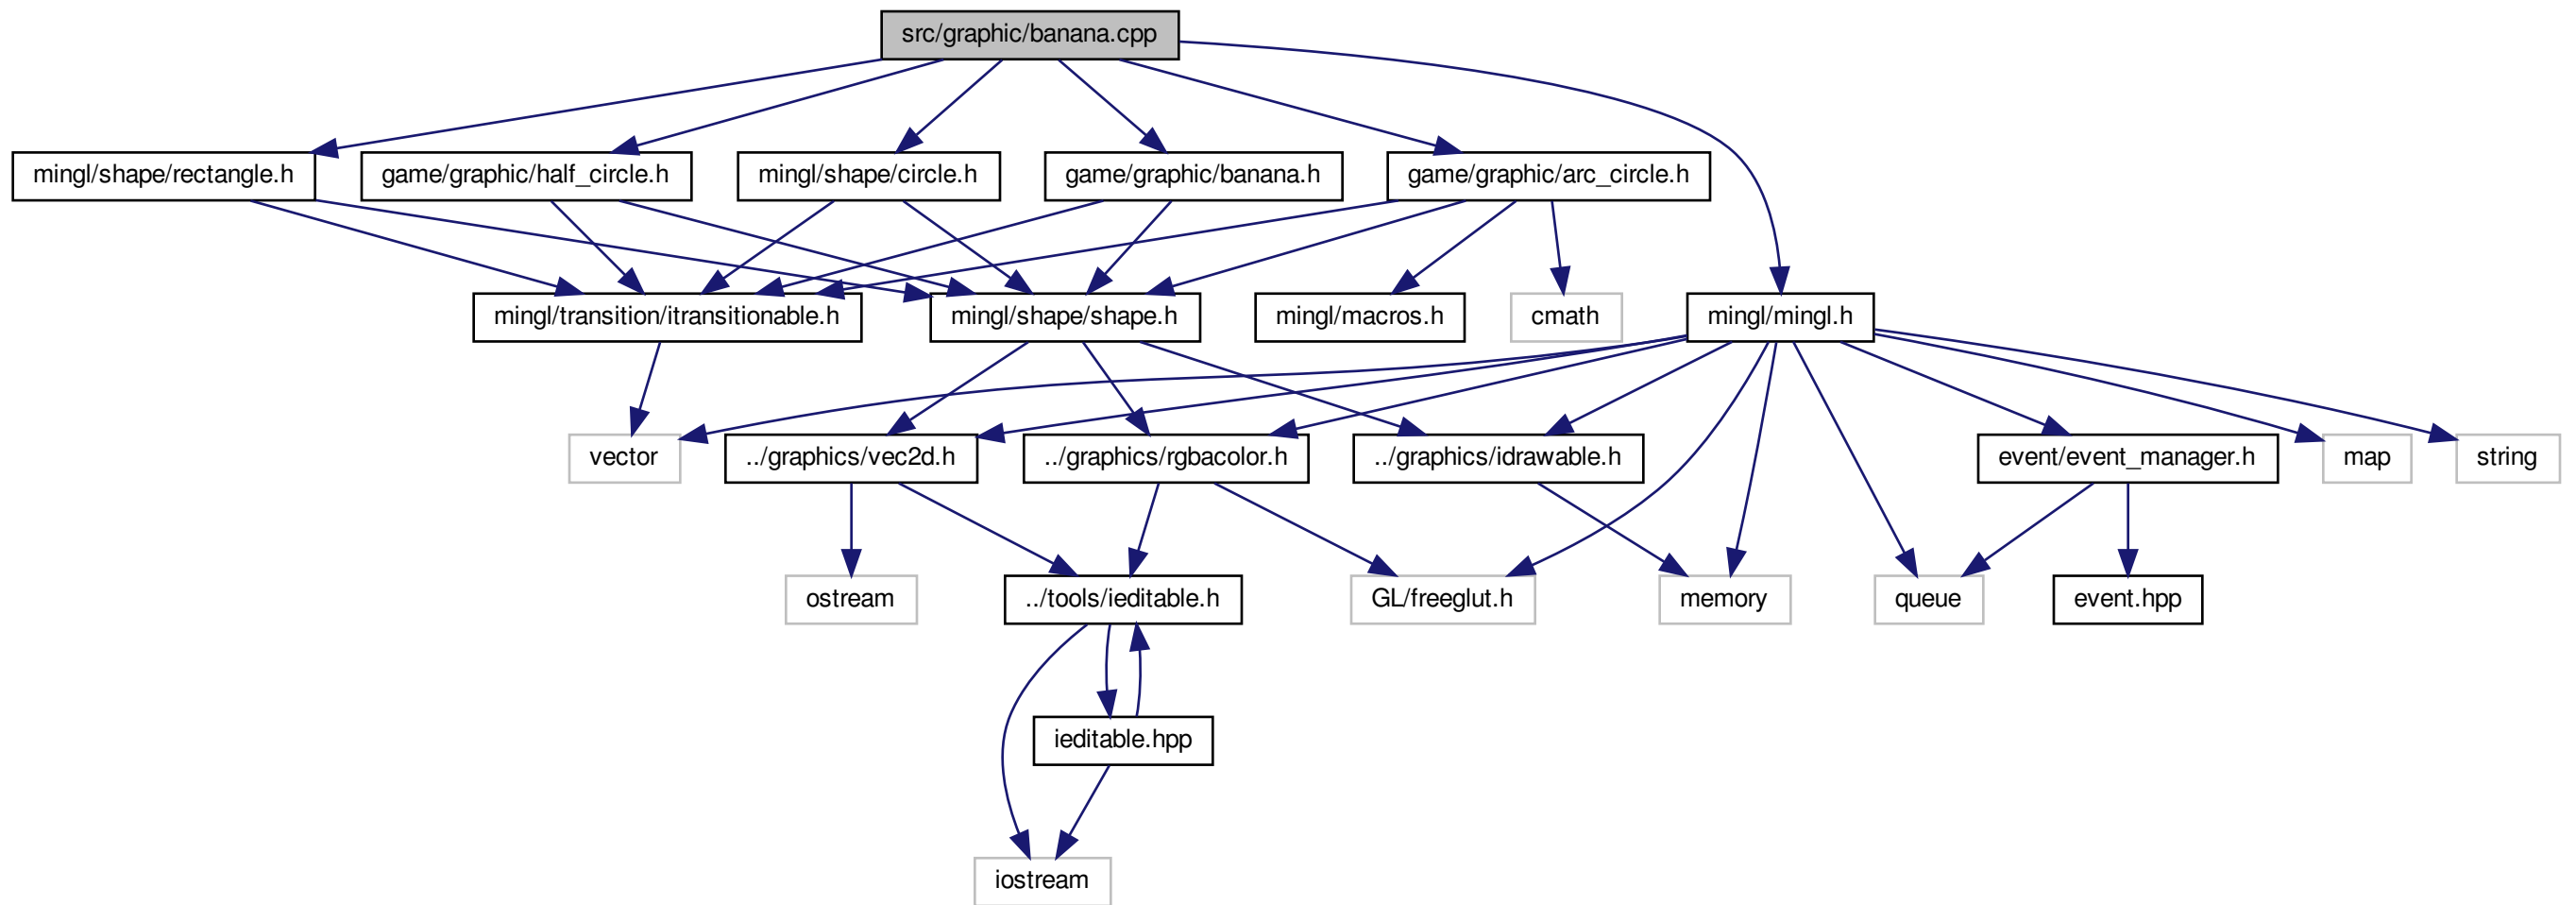 src/graphic/banana.cpp
mingl/shape/rectangle.h
game/graphic/half_circle.h
mingl/shape/circle.h
game/graphic/banana.h
game/graphic/arc_circle.h
mingl/transition/itransitionable.h
mingl/shape/shape.h
mingl/macros.h
cmath
mingl/mingl.h
vector
../graphics/vec2d.h
../graphics/rgbacolor.h
../graphics/idrawable.h
event/event_manager.h
map
string
ostream
../tools/ieditable.h
GL/freeglut.h
memory
queue
event.hpp
ieditable.hpp
iostream